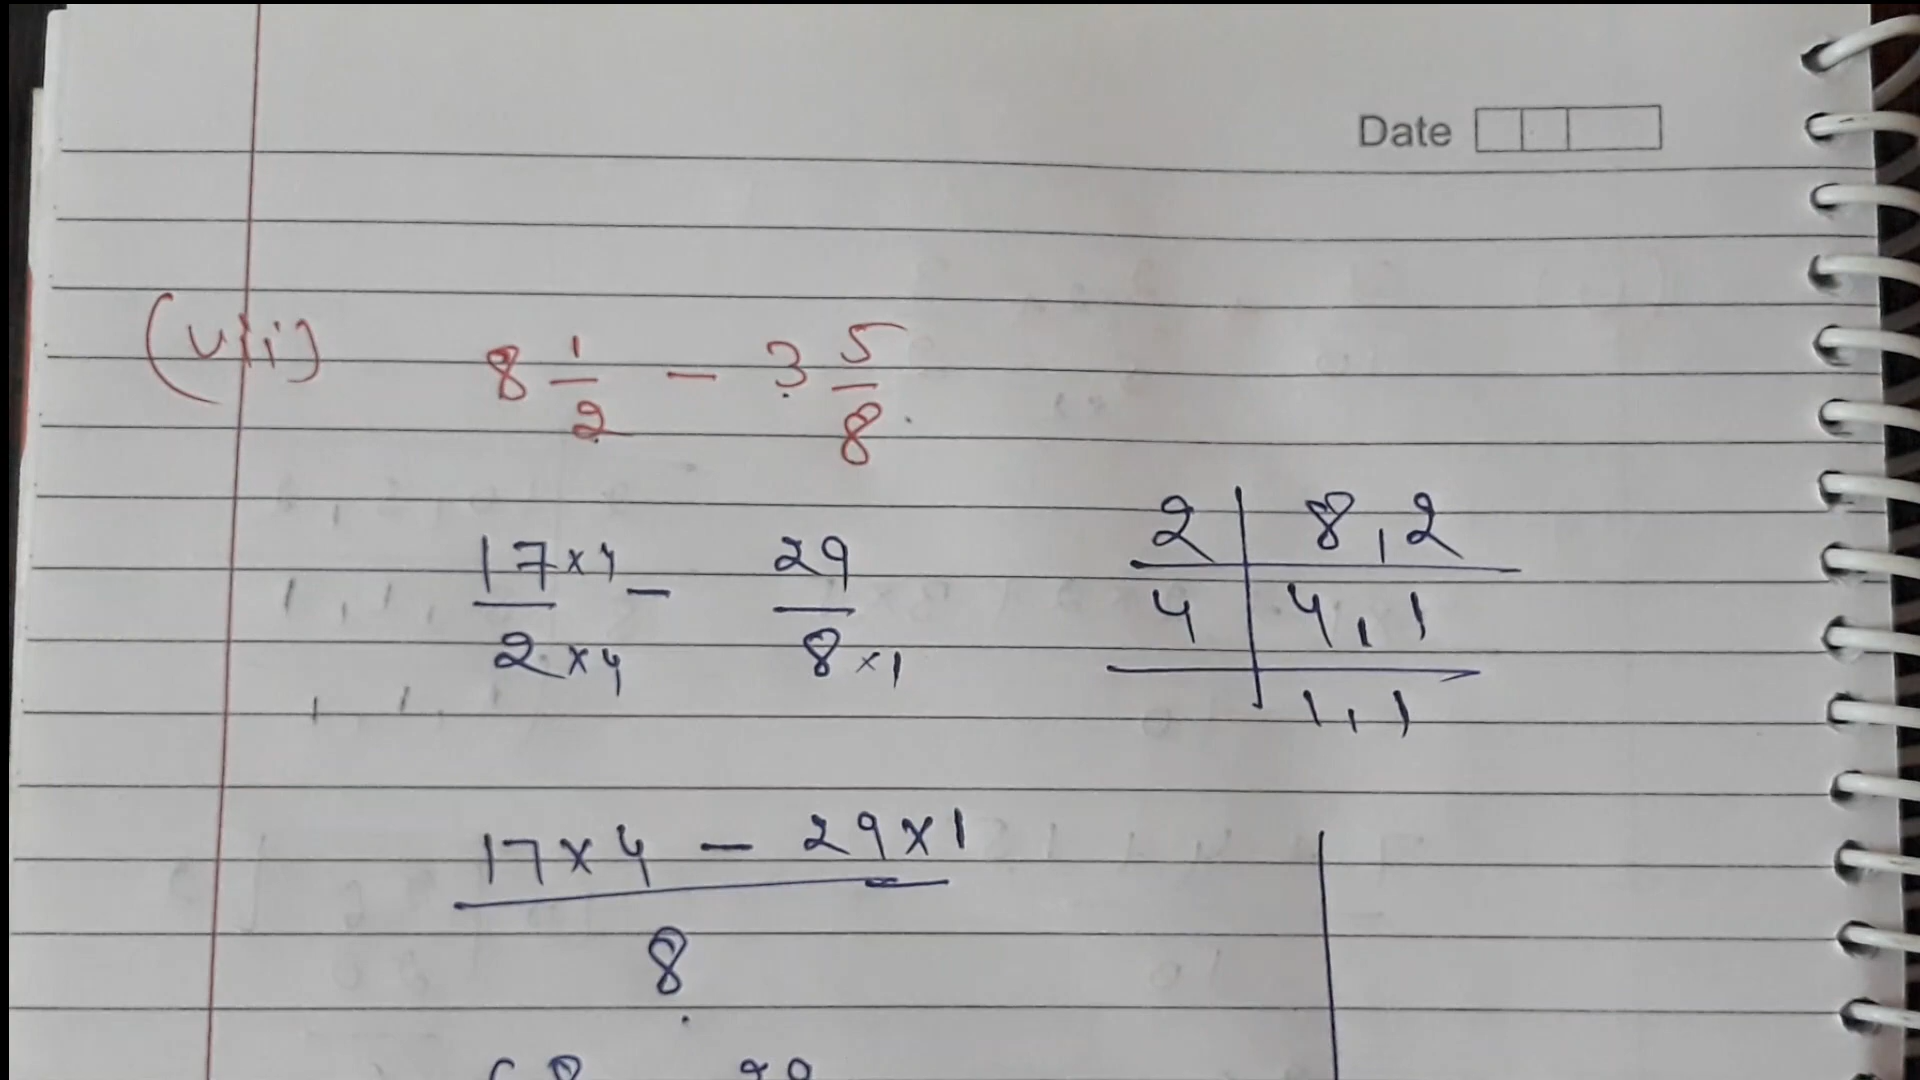 Date
(viii) 8 1/2 - 3 5/8
17×4/2×4 - 29/8×1
2 | 8, 2
4 | 4, 1
1, 1
17×4 - 29×1
8